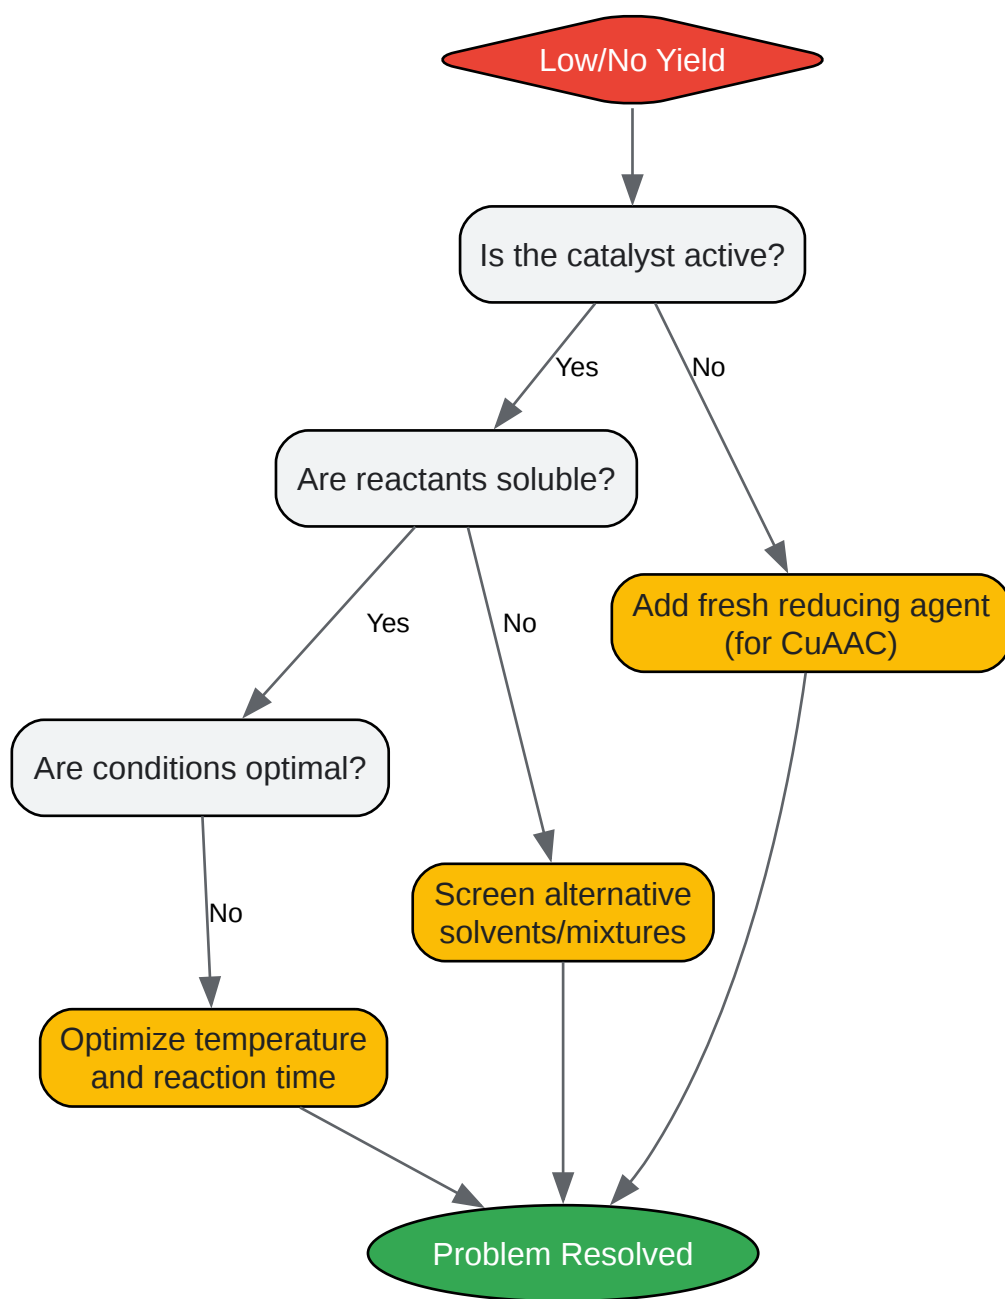 Low/No Yield
Is the catalyst active?
Yes
No
Are reactants soluble?
Add fresh reducing agent
(for CuAAC)
Yes
No
Are conditions optimal?
Screen alternative
solvents/mixtures
No
Optimize temperature
and reaction time
Problem Resolved